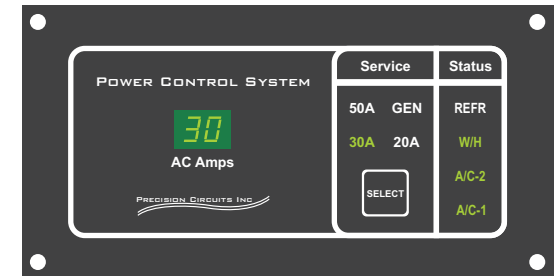 POWER CONTROL SYSTEM
30
AC Amps
PRECISION CIRCUITS INC
Service
50A GEN
30A 20A
SELECT
Status
REFR
W/H
A/C-2
A/C-1